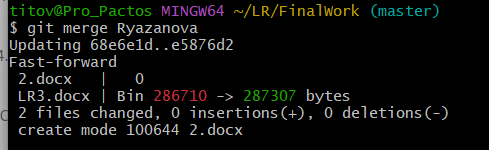 titov@Pro_Pactos MINGW64 ~/LR/FinalWork (master)
$ git merge Ryazanova
Updating 68e6e1d..e5876d2
Fast-forward
 2.docx   |   0
 LR3.docx | Bin 286710 -> 287307 bytes
 2 files changed, 0 insertions(+), 0 deletions(-)
 create mode 100644 2.docx